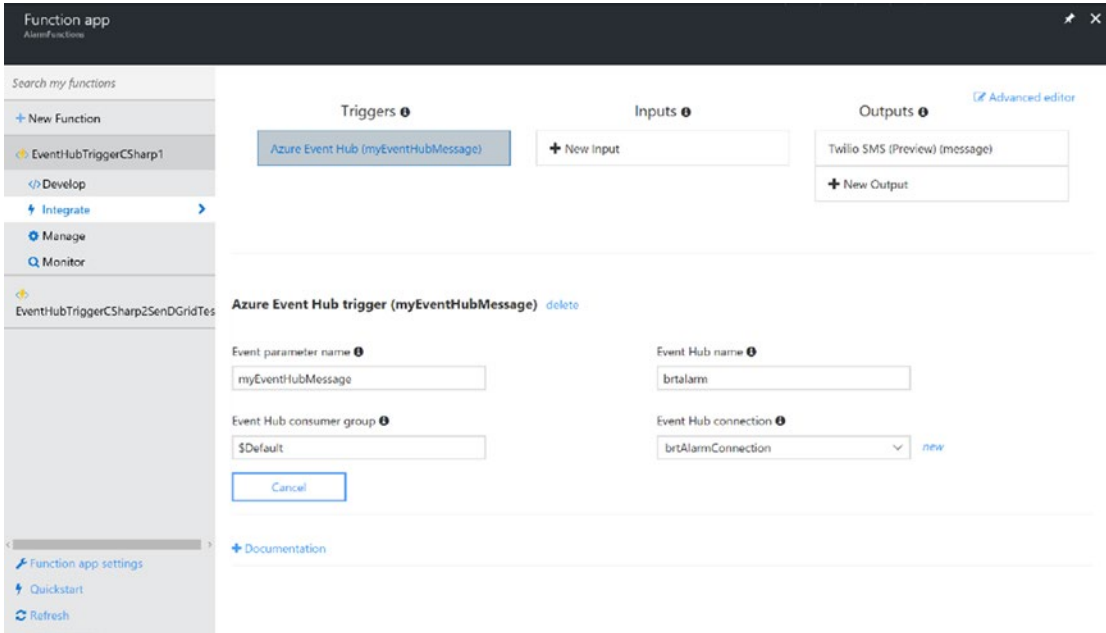 Function app
AlarmFunctions
Search my functions
+ New Function
EventHubTriggerCSharp1
</> Develop
Integrate
Manage
Monitor
EventHubTriggerCSharp2SenDGridTes
Function app settings
Quickstart
Refresh
Advanced editor
Triggers
Azure Event Hub (myEventHubMessage)
Inputs
+ New Input
Outputs
Twilio SMS (Preview) (message)
+ New Output
Azure Event Hub trigger (myEventHubMessage) delete
Event parameter name
myEventHubMessage
Event Hub name
brtalarm
Event Hub consumer group
$Default
Event Hub connection
brtAlarmConnection
new
Cancel
+ Documentation